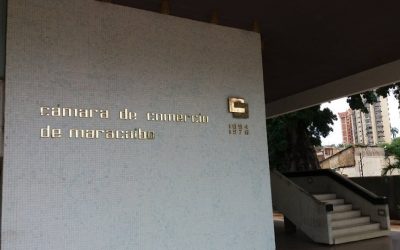 cámara de comercio
de maracaibo
C
1894